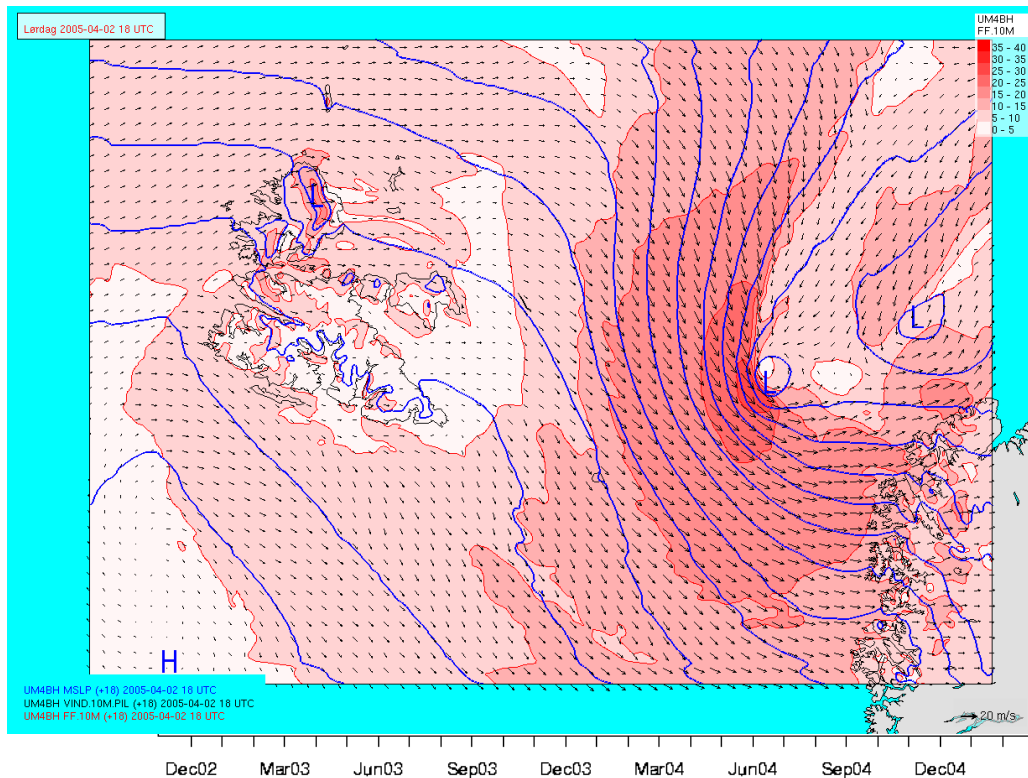 Lørdag 2005-04-02 18 UTC
UM4BH
FF.10M
35 - 40
30 - 35
25 - 30
20 - 25
15 - 20
10 - 15
5 - 10
0 - 5
L
L
L
H
UM4BH MSLP (+18) 2005-04-02 18 UTC
UM4BH VIND.10M.PIL (+18) 2005-04-02 18 UTC
UM4BH FF.10M (+18) 2005-04-02 18 UTC
20 m/s
Dec02 Mar03 Jun03 Sep03 Dec03 Mar04 Jun04 Sep04 Dec04